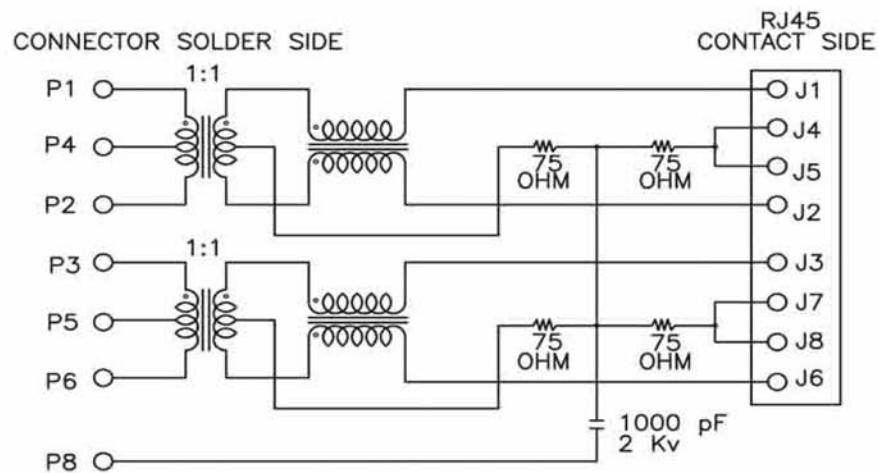 RJ45
CONNECTOR SOLDER SIDE
CONTACT SIDE
1:1
P1
J1
P4
J4
75
OHM
75
OHM
J5
P2
J2
1:1
P3
J3
P5
J7
75
OHM
75
OHM
J8
P6
J6
1000 pF
2 Kv
P8